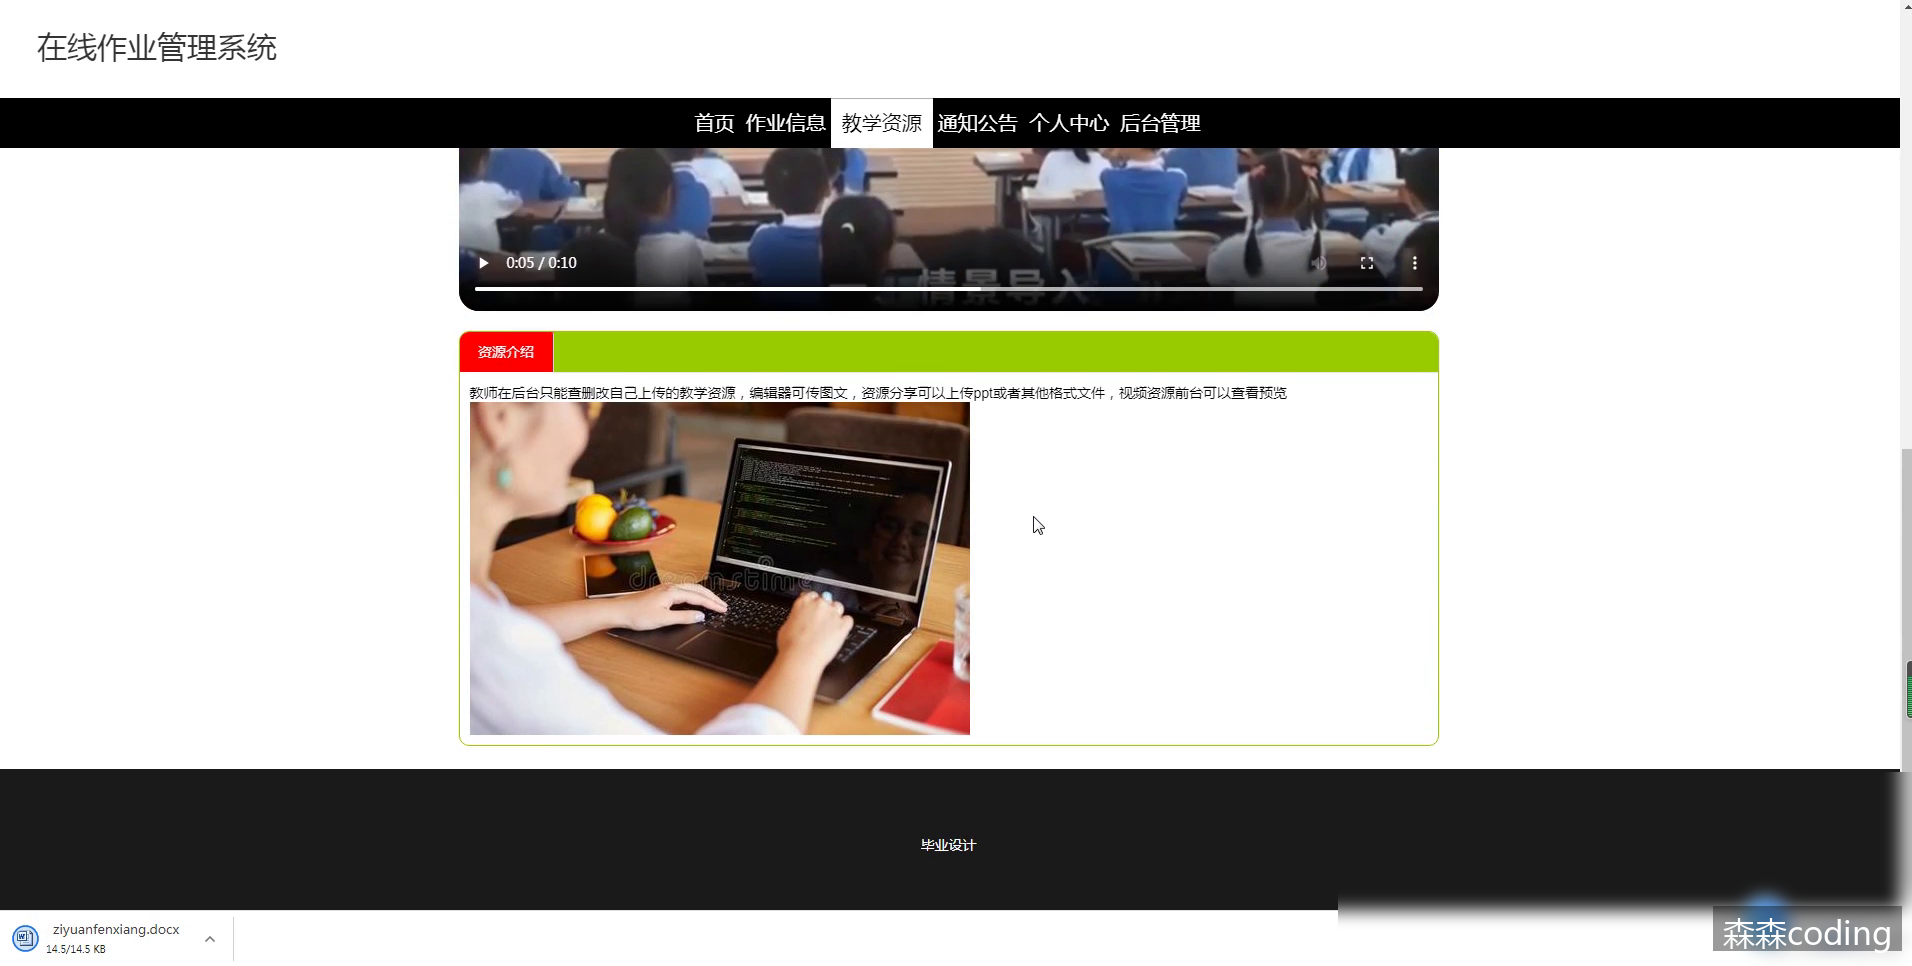 在线作业管理系统
首页 作业信息 教学资源 通知公告 个人中心 后台管理
0:05 / 0:10
一、情景导入
资源介绍
教师在后台只能查删改自己上传的教学资源，编辑器可传图文，资源分享可以上传ppt或者其他格式文件，视频资源前台可以查看预览
dreamstime
毕业设计
ziyuanfenxiang.docx
14.5/14.5 KB
森森coding